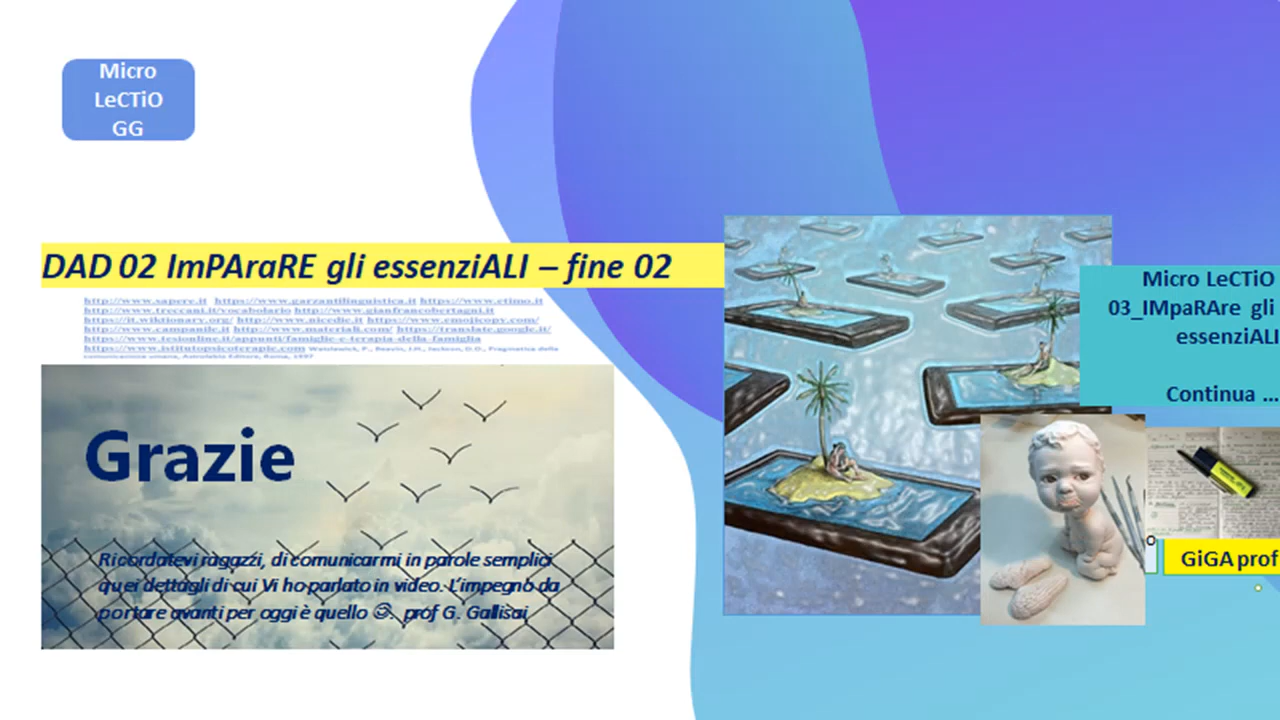 Micro
LeCTiO
GG
DAD 02 ImPAraRE gli essenziALI – fine 02
http://www.sapere.it https://www.garzantilinguistica.it https://www.etimo.it
http://www.treccani.it/vocabolario http://www.gianfrancobertagni.it
https://it.wiktionary.org/ http://www.nicedie.it https://www.emojicopy.com/
http://www.campanile.it http://www.materiali.com/ https://translate.google.it/
https://www.tesionline.it/appunti/famiglie-e-terapia-della-famiglia
https://www.istitutopsicoterapie.com Watzlawick, P., Beavin, J.H., Jackson, D.D., Pragmatica della
comunicazione umana, Astrolabio Editore, Roma, 1997
Grazie
Ricordatevi ragazzi, di comunicarmi in parole semplici
quei dettagli di cui Vi ho parlato in video. L'impegno da
portare avanti per oggi è quello 😉. prof G. Gallisai
Micro LeCTiO
03_IMpaRAre gli
essenziALI
Continua ...
GiGA prof